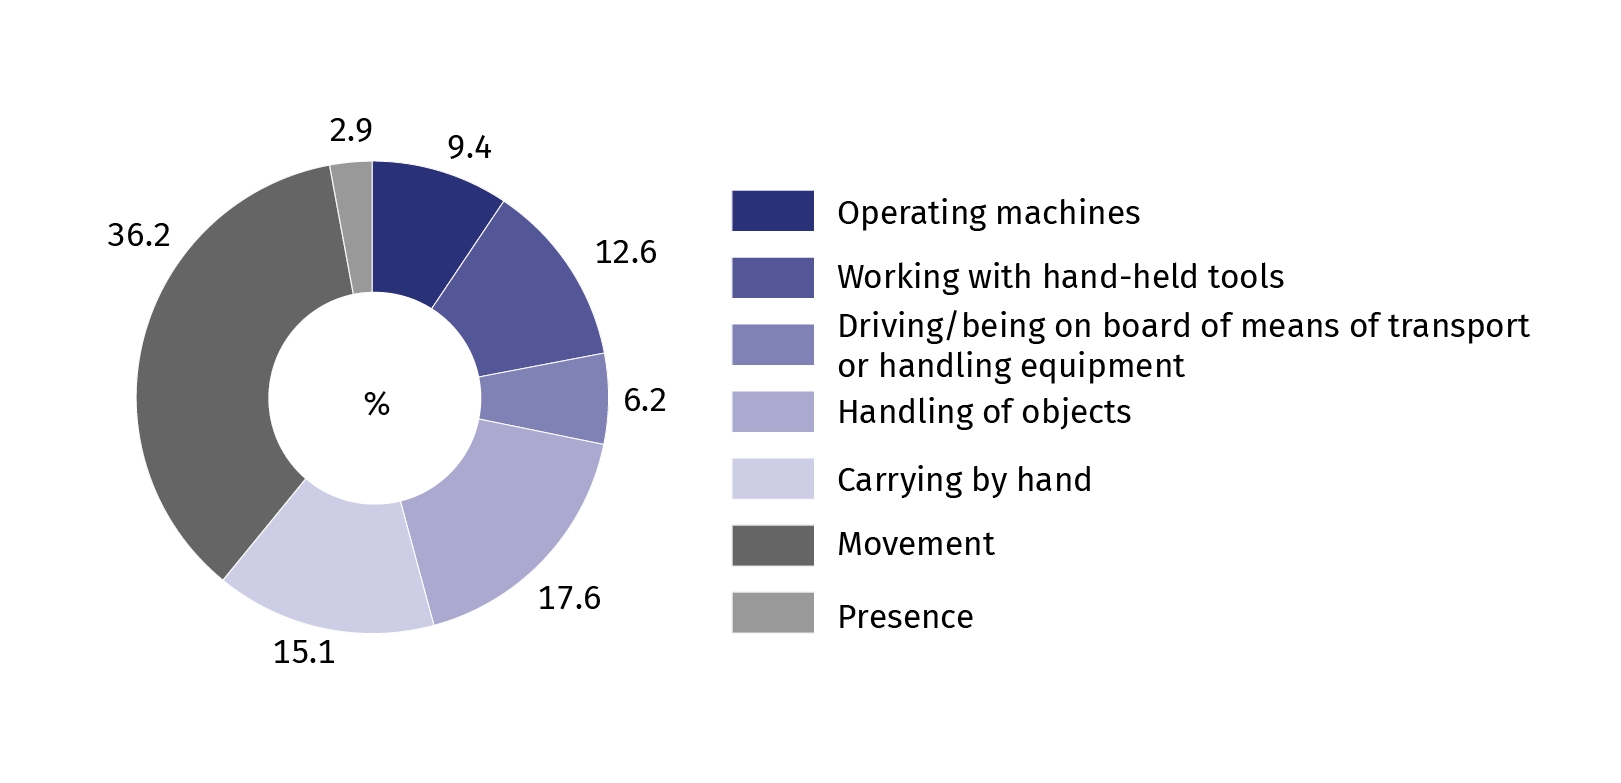 2.9
9.4
36.2
12.6
%
6.2
17.6
15.1
Operating machines
Working with hand-held tools
Driving/being on board of means of transport
or handling equipment
Handling of objects
Carrying by hand
Movement
Presence